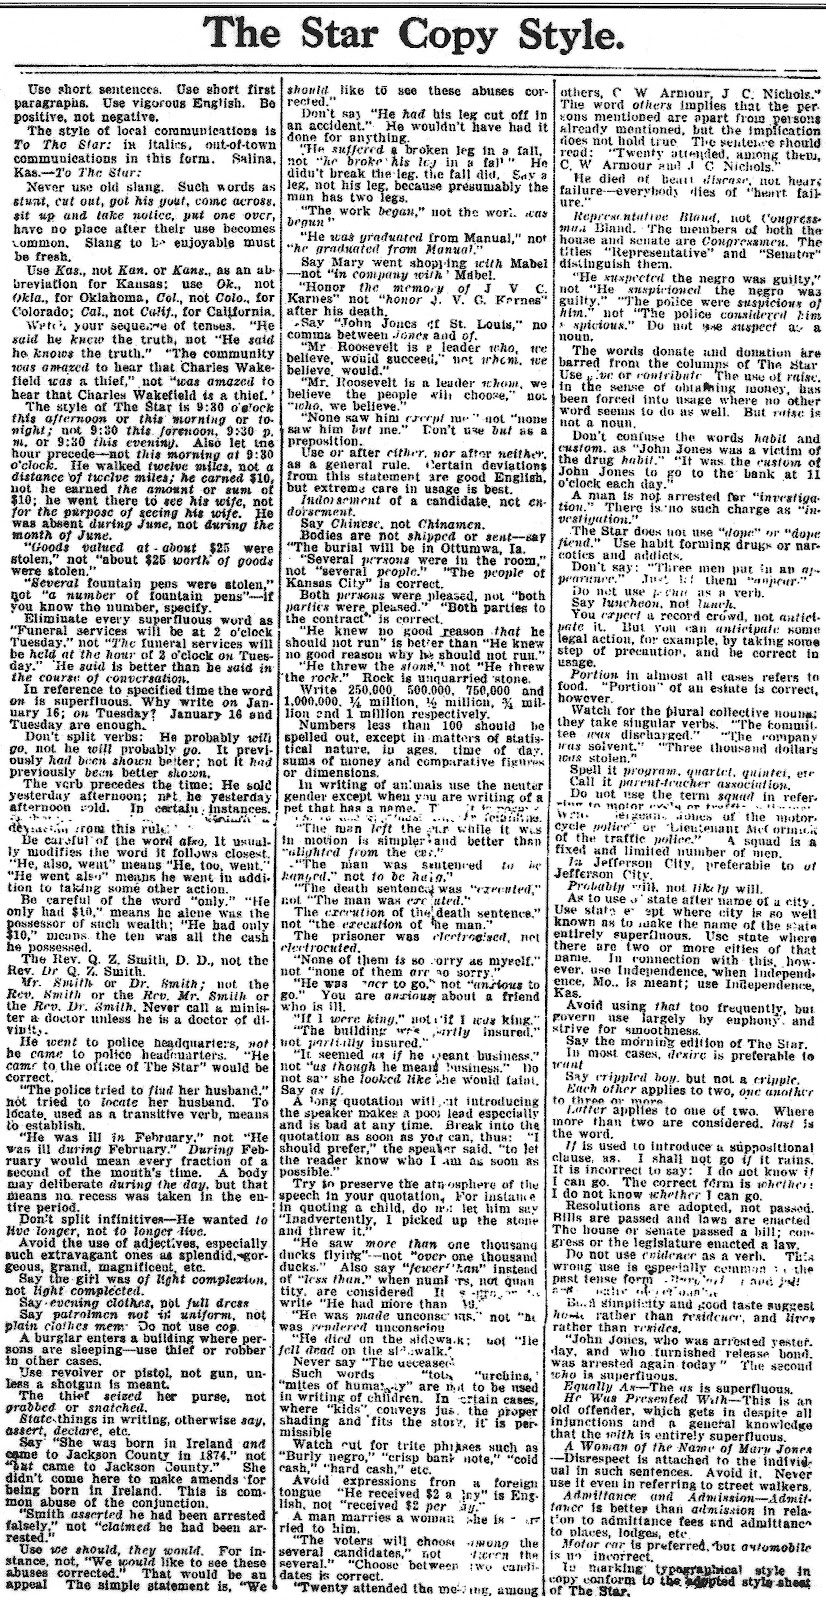 The Star Copy Style.
Use short sentences. Use short first
paragraphs. Use vigorous English. Be
positive, not negative.
The style of local communications is
To The Star: in italics, out-of-town
communications in this form. Salina,
Kas.—To The Star:
Never use old slang. Such words as
stunt, cut out, got his goat, come across,
sit up and take notice, put one over,
have no place after their use becomes
common. Slang to be enjoyable must
be fresh.
Use Kas., not Kan. or Kans., as an ab-
breviation for Kansas; use Ok., not
Okla., for Oklahoma, Col., not Colo., for
Colorado; Cal., not Calif., for California.
Watch your sequence of tenses. "He
said he knew the truth, not "He said
he knows the truth." "The community
was amazed to hear that Charles Wake-
field was a thief," not "was amazed to
hear that Charles Wakefield is a thief."
The style of The Star is 9:30 o'clock
this afternoon or this morning or to-
night; not 9:30 this forenoon, 9:30 p.
m. or 9:30 this evening. Also let the
hour precede—not this morning at 9:30
o'clock. He walked twelve miles, not a
distance of twelve miles; he earned $10,
not he earned the amount or sum of
$10; he went there to see his wife, not
for the purpose of seeing his wife. He
was absent during June, not during the
month of June.
"Goods valued at about $25 were
stolen," not "about $25 worth of goods
were stolen."
"Several fountain pens were stolen,"
not "a number of fountain pens"—if
you know the number, specify.
Eliminate every superfluous word as
"Funeral services will be at 2 o'clock
Tuesday," not "The funeral services will
be held at the hour of 2 o'clock on Tues-
day." He said is better than he said in
the course of conversation.
In reference to specified time the word
on is superfluous. Why write on Jan-
uary 16; on Tuesday? January 16 and
Tuesday are enough.
Don't split verbs: He probably will
go, not he will probably go. It previ-
ously had been shown better; not it had
previously been better shown.
The verb precedes the time: He sold
yesterday afternoon; not he yesterday
afternoon sold. In certain instances,
deviation from this rule
Be careful of the word also. It usual-
ly modifies the word it follows closest.
"He, also, went" means "He, too, went."
"He went also" means he went in addi-
tion to taking some other action.
Be careful of the word "only." "He
only had $10," means he alone was the
possessor of such wealth; "He had only
$10," means the ten was all the cash
he possessed.
The Rev. Q. Z. Smith, D. D., not the
Rev. Dr Q. Z. Smith.
Mr. Smith or Dr. Smith; not the
Rev. Smith or the Rev. Mr. Smith or
the Rev. Dr. Smith. Never call a minis-
ter a doctor unless he is a doctor of di-
vinity.
He went to police headquarters, not
he came to police headquarters. "He
came to the office of The Star" would be
correct.
"The police tried to find her husband,"
not tried to locate her husband. To
locate, used as a transitive verb, means
to establish.
"He was ill in February," not "He
was ill during February." During Feb-
ruary would mean every fraction of a
second of the month's time. A body
may deliberate during the day, but that
means no recess was taken in the en-
tire period.
Don't split infinitives—He wanted to
live longer, not to longer live.
Avoid the use of adjectives, especially
such extravagant ones as splendid, gor-
geous, grand, magnificent, etc.
Say the girl was of light complexion,
not light complected.
Say evening clothes, not full dress
Say patrolmen not in uniform, not
plain clothes men. Do not use cop.
A burglar enters a building where per-
sons are sleeping—use thief or robber
in other cases.
Use revolver or pistol, not gun, un-
less a shotgun is meant.
The thief seized her purse, not
grabbed or snatched.
State things in writing, otherwise say,
assert, declare, etc.
Say "She was born in Ireland and
came to Jackson County in 1874." not
"but came to Jackson County." She
didn't come here to make amends for
being born in Ireland. This is com-
mon abuse of the conjunction.
"Smith asserted he had been arrested
falsely," not "claimed he had been ar-
rested."
Use we should, they would. For in-
stance, not, "We would like to see these
abuses corrected." That would be an
appeal The simple statement is, "We
should like to see these abuses cor-
rected."
Don't say "He had his leg cut off in
an accident." He wouldn't have had it
done for anything.
"He suffered a broken leg in a fall,
not "he broke his leg in a fall" He
didn't break the leg, the fall did. Say a
leg, not his leg, because presumably the
man has two legs.
"The work began," not the work was
begun"
"He was graduated from Manual," not
"he graduated from Manual."
Say Mary went shopping with Mabel
—not "in company with" Mabel.
"Honor the memory of J V C.
Karnes" not "honor J. V. C. Karnes"
after his death.
Say "John Jones of St. Louis," no
comma between Jones and of.
"Mr Roosevelt is a leader who, we
believe, would succeed," not whom, we
believe, would."
"Mr. Roosevelt is a leader whom, we
believe the people will choose," not
"who, we believe."
"None saw him except me" not "none
saw him but me." Don't use but as a
preposition.
Use or after either, nor after neither,
as a general rule. Certain deviations
from this statement are good English,
but extreme care in usage is best.
Indorsement of a candidate, not en-
dorsement.
Say Chinese, not Chinamen.
Bodies are not shipped or sent—say
"The burial will be in Ottumwa, Ia.
"Several persons were in the room,"
not "several people." "The people of
Kansas City" is correct.
Both persons were pleased, not "both
parties were pleased." "Both parties to
the contract" is correct.
"He knew no good reason that he
should not run" is better than "He knew
no good reason why he should not run."
"He threw the stone," not "He threw
the rock." Rock is unquarried stone.
Write 250,000, 500,000, 750,000 and
1,000,000, ¼ million, ½ million, ¾ mil-
lion and 1 million respectively.
Numbers less than 100 should be
spelled out, except in matters of statis-
tical nature, in ages, time of day,
sums of money and comparative figures
or dimensions.
In writing of animals use the neuter
gender except when you are writing of a
pet that has a name.
"The man left the car while it was
in motion is simpler and better than
"alighted from the car."
"The man was sentenced to be
hanged," not to be hung."
"The death sentence was "executed,"
not "The man was executed."
The execution of the death sentence."
not "the execution of the man."
The prisoner was electrocised, not
electrocuted.
"None of them is so sorry as myself."
not "none of them are so sorry."
"He was eager to go," not "anxious to
go." You are anxious about a friend
who is ill.
"If I were king," not "if I was king."
"The building was partly insured."
not partially insured."
"It seemed as if he meant business."
not "as though he meant business." Do
not say she looked like she would faint.
Say as if.
A long quotation without introducing
the speaker makes a poor lead especially
and is bad at any time. Break into the
quotation as soon as you can, thus: "I
should prefer," the speaker said, "to let
the reader know who I am as soon as
possible."
Try to preserve the atmosphere of the
speech in your quotation. For instance
in quoting a child, do not let him say
"Inadvertently, I picked up the stone
and threw it."
"He saw more than one thousand
ducks flying"—not "over one thousand
ducks." Also say "fewer than" instead
of "less than," when numbers, not quan
tity, are considered It
write "He had more than
"He was made unconscious," not "he
was rendered unconscious
"He died on the sidewalk; not "He
fell dead on the sidewalk."
Never say "The deceased
Such words "tots, "urchins,'
"mites of humanity" are not to be used
in writing of children. In certain cases,
where "kids" conveys just the proper
shading and fits the story, it is per-
missible
Watch out for trite phrases such as
"Burly negro," "crisp bank note," "cold
cash," "hard cash," etc.
Avoid expressions from a foreign
tongue "He received $2 a day" is Eng-
lish, not "received $2 per day."
A man marries a woman she is
ried to him.
"The voters will choose among the
several candidates," not between the
several." "Choose between two candi-
dates is correct.
"Twenty attended the meeting, among
others, C W Armour, J C. Nichols."
The word others implies that the per-
sons mentioned are apart from persons
already mentioned, but the implication
does not hold true The sentence should
read: "Twenty attended, among them,
C. W Armour and J C Nichols."
He died of heart disease, not heart
failure—everybody dies of "heart fail-
ure."
Representative Bland, not Congress-
man Bland. The members of both the
house and senate are Congressmen. The
titles "Representative" and "Senator"
distinguish them.
"He suspected the negro was guilty,"
not "He suspicioned the negro was
guilty." "The police were suspicious of
him," not "The police considered him
suspicious." Do not use suspect as a
noun.
The words donate and donation are
barred from the columns of The Star
Use give or contribute The use of raise,
in the sense of obtaining money, has
been forced into usage where no other
word seems to do as well. But raise is
not a noun.
Don't confuse the words habit and
custom, as "John Jones was a victim of
the drug habit." "It was the custom of
John Jones to go to the bank at 11
o'clock each day."
A man is not arrested for "investiga-
tion." There is no such charge as "in-
vestigation."
The Star does not use "dope" or "dope
fiend." Use habit forming drugs or nar-
cotics and addicts.
Don't say: "Three men put in an ap-
pearance." Just let them "appear."
Do not use pique as a verb.
Say luncheon, not lunch.
You expect a record crowd, not antici-
pate it. But you can anticipate some
legal action, for example, by taking some
step of precaution, and be correct in
usage.
Portion in almost all cases refers to
food. "Portion" of an estate is correct,
however.
Watch for the plural collective nouns;
they take singular verbs. "The commit-
tee was discharged." "The company
was solvent." "Three thousand dollars
was stolen."
Spell it program, quartet, quintet, etc
Call it parent-teacher association.
Do not use the term squad in refer-
ring to motor cycle or traffic
Write "Sergeant Jones of the motor-
cycle police" or 'Lieutenant McCormick
of the traffic police." A squad is a
fixed and limited number of men.
In Jefferson City, preferable to at
Jefferson City.
Probably will, not likely will.
As to use of state after name of a city.
Use state except where city is so well
known as to make the name of the state
entirely superfluous. Use state where
there are two or more cities of that
name. In connection with this, how-
ever, use Independence, when Independ-
ence, Mo., is meant; use Independence,
Kas.
Avoid using that too frequently, but
govern use largely by euphony and
strive for smoothness.
Say the morning edition of The Star.
In most cases, desire is preferable to
want
Say crippled boy, but not a cripple.
Each other applies to two, one another
to three or more.
Latter applies to one of two. Where
more than two are considered, last is
the word.
If is used to introduce a suppositional
clause, as. I shall not go if it rains.
It is incorrect to say: I do not know if
I can go. The correct form is whether:
I do not know whether I can go.
Resolutions are adopted, not passed.
Bills are passed and laws are enacted
The house or senate passed a bill; con-
gress or the legislature enacted a law.
Do not use evidence as a verb. This
wrong use is especially common in the
past tense form
Both simplicity and good taste suggest
home rather than residence, and lives
rather than resides.
"John Jones, who was arrested yester-
day, and who furnished release bond,
was arrested again today" The second
who is superfluous.
Equally As—The as is superfluous.
He Was Presented With—This is an
old offender, which gets in despite all
injunctions and a general knowledge
that the with is entirely superfluous.
A Woman of the Name of Mary Jones
—Disrespect is attached to the individ-
ual in such sentences. Avoid it. Never
use it even in referring to street walkers.
Admittance and Admission—Admit-
tance is better than admission in rela-
tion to admittance fees and admittance
to places, lodges, etc
Motor car is preferred, but automobile
is no incorrect.
In marking typographical style in
copy conform to the adopted style sheet
of The Star.